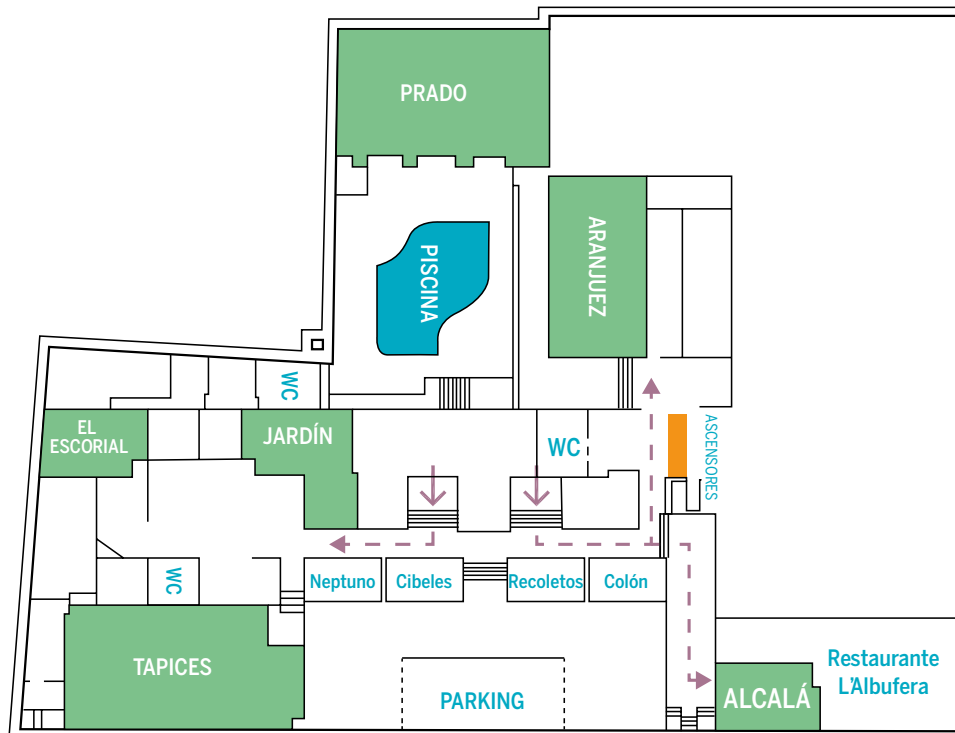 PRADO
ARANJUEZ
PISCINA
WC
EL
ESCORIAL
JARDÍN
WC
ASCENSORES
WC
Neptuno
Cibeles
Recoletos
Colón
TAPICES
PARKING
ALCALÁ
Restaurante
L'Albufera